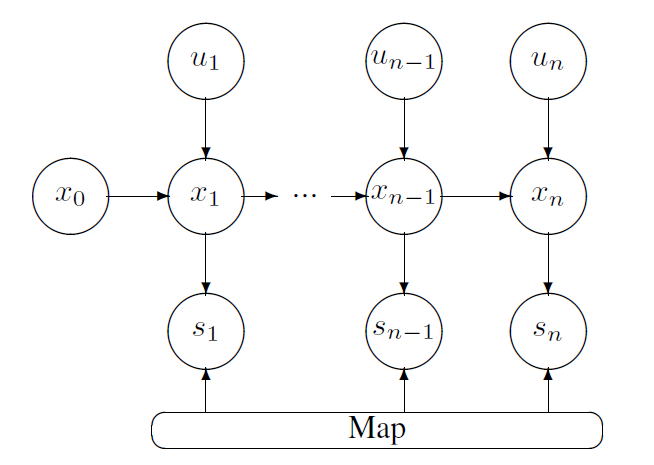 u₁ uₙ₋₁ uₙ
x₀ x₁ ... xₙ₋₁ xₙ
s₁ sₙ₋₁ sₙ
Map